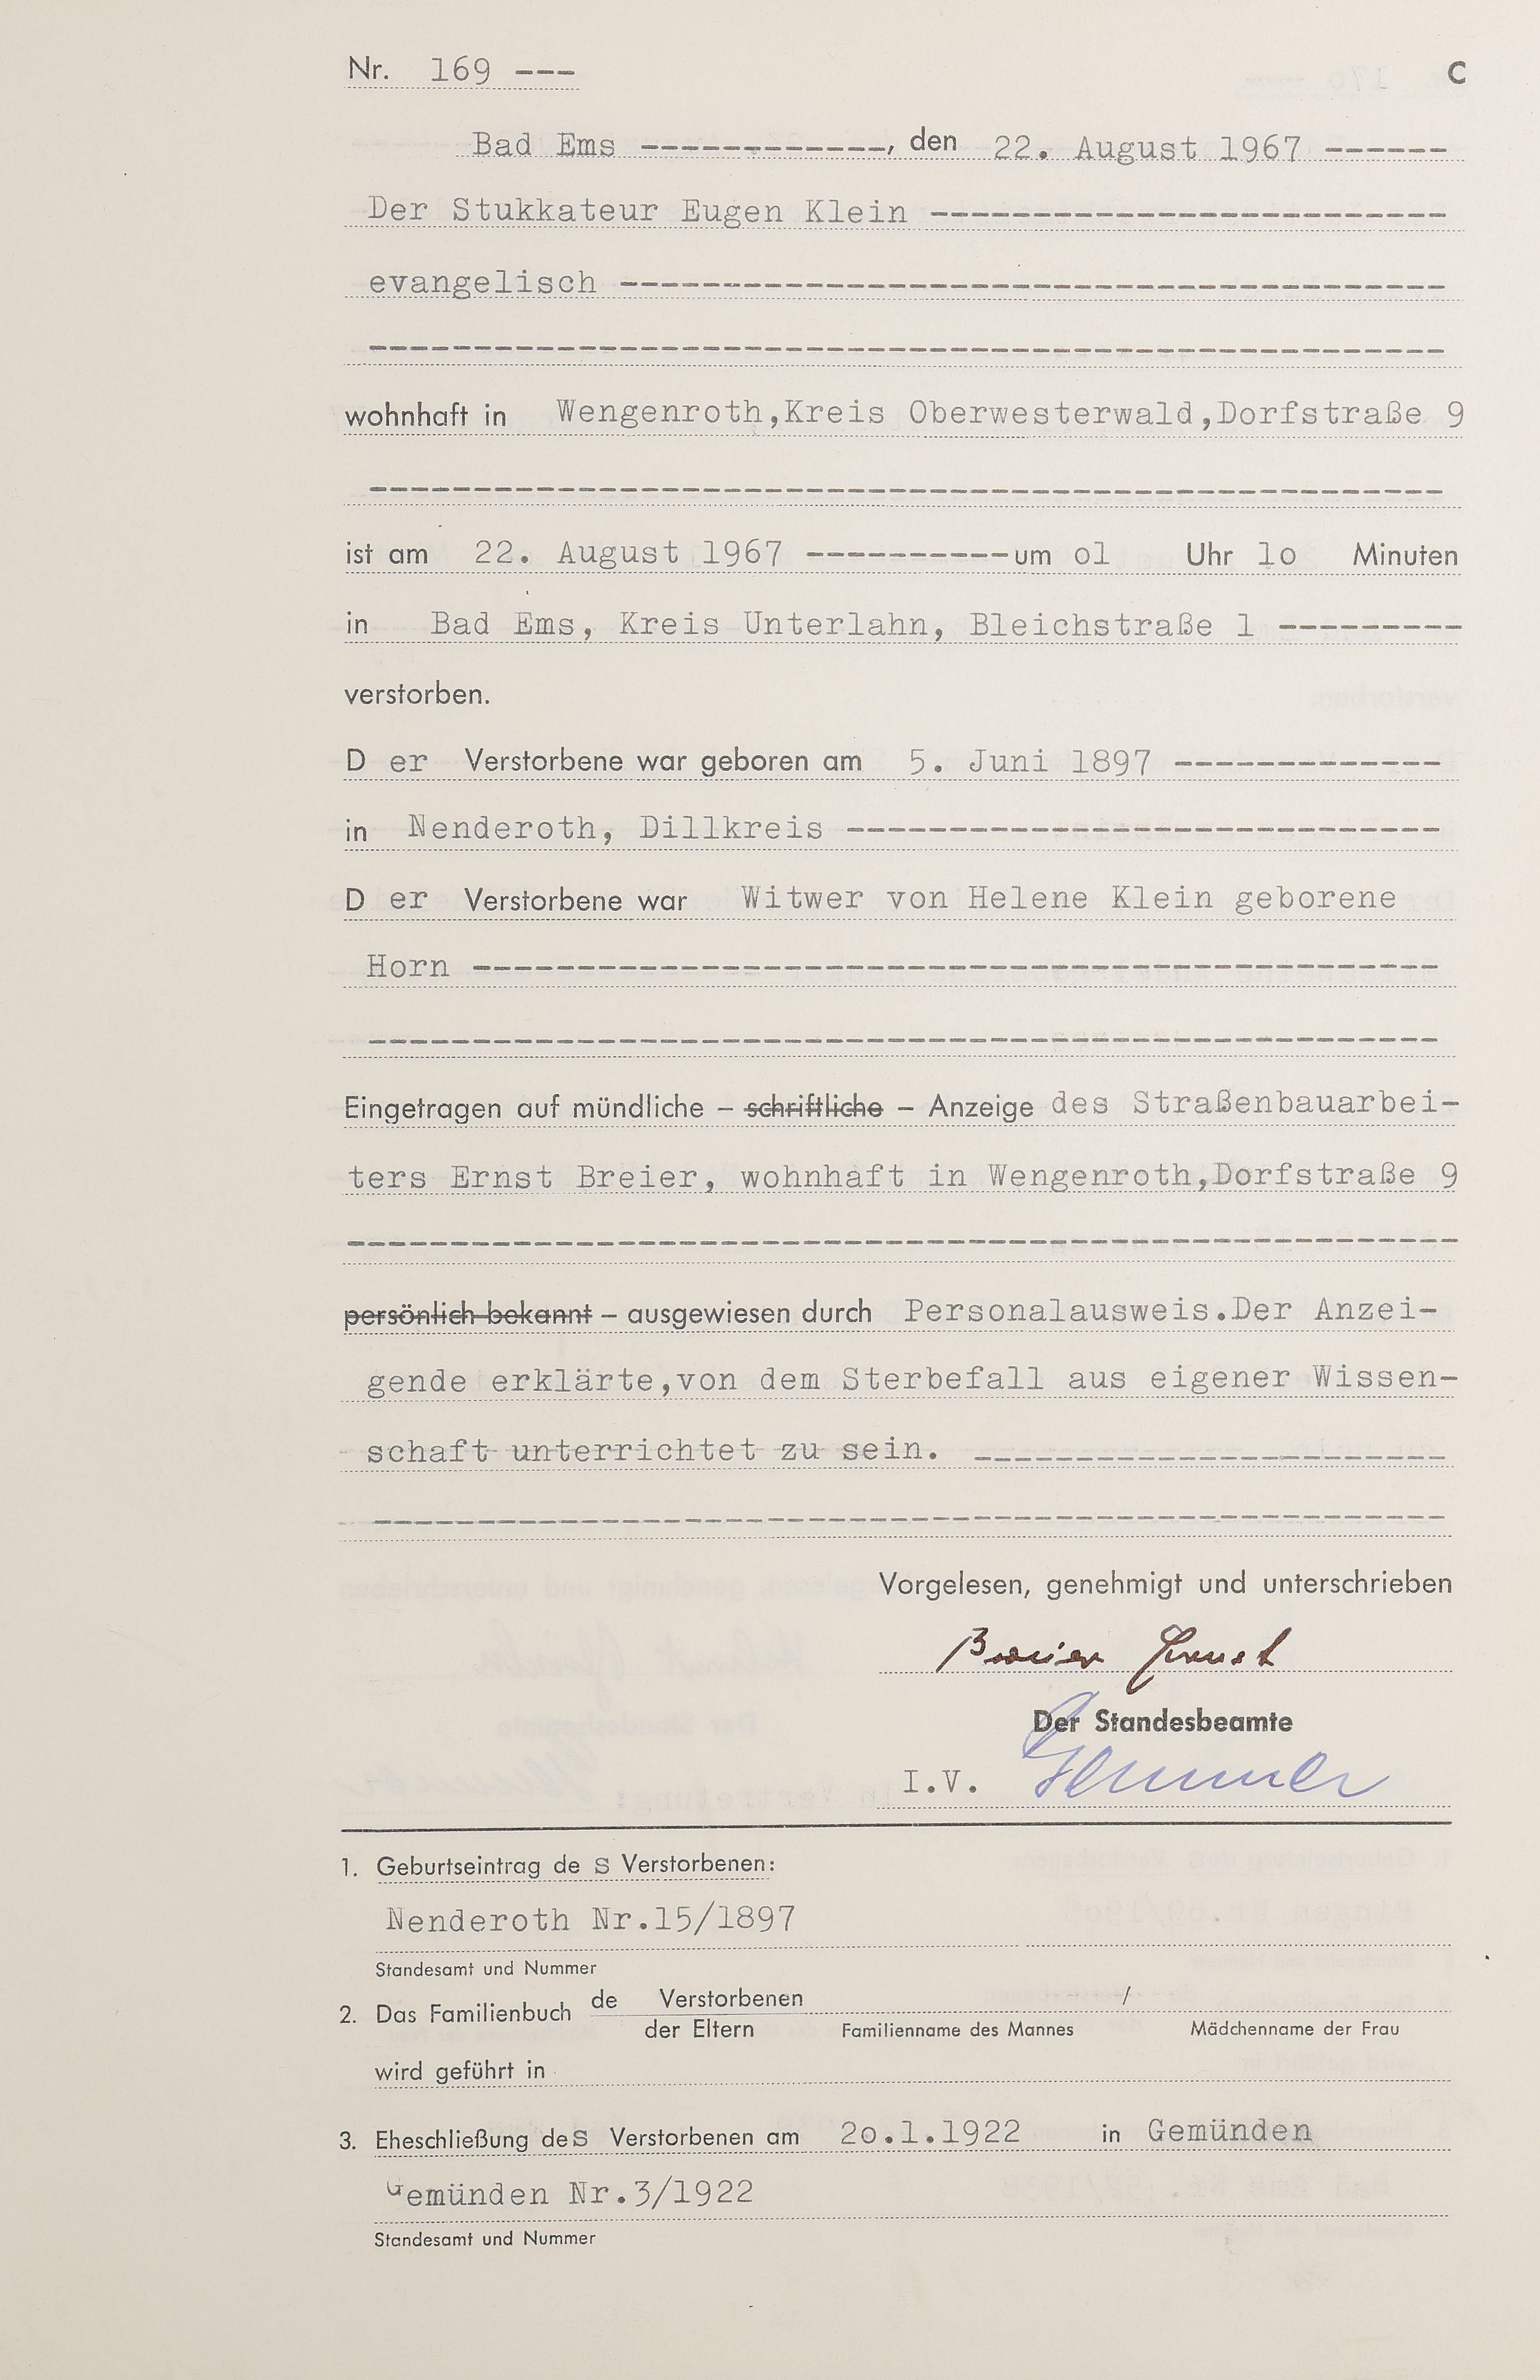 Nr. 169 --- C
Bad Ems ------------, den 22. August 1967 ------
Der Stukkateur Eugen Klein -------------------------
evangelisch ----------------------------------------
----------------------------------------------------
wohnhaft in Wengenroth,Kreis Oberwesterwald,Dorfstraße 9
----------------------------------------------------
ist am 22. August 1967 ----------um o1 Uhr 1o Minuten
in Bad Ems, Kreis Unterlahn, Bleichstraße 1 ---------
verstorben.
D er Verstorbene war geboren am 5. Juni 1897 -------------
in Nenderoth, Dillkreis -----------------------------
D er Verstorbene war Witwer von Helene Klein geborene
Horn -----------------------------------------------
----------------------------------------------------
Eingetragen auf mündliche – schriftliche – Anzeige des Straßenbauarbei-
ters Ernst Breier, wohnhaft in Wengenroth,Dorfstraße 9
------------------------------------------------------
persönlich bekannt – ausgewiesen durch Personalausweis.Der Anzei-
gende erklärte,von dem Sterbefall aus eigener Wissen-
schaft unterrichtet zu sein. -----------------------
----------------------------------------------------
Vorgelesen, genehmigt und unterschrieben
Breier Ernst
Der Standesbeamte
I.V.
1. Geburtseintrag de s Verstorbenen:
Nenderoth Nr.15/1897
Standesamt und Nummer
2. Das Familienbuch de Verstorbenen /
der Eltern Familienname des Mannes Mädchenname der Frau
wird geführt in
3. Eheschließung des Verstorbenen am 2o.1.1922 in Gemünden
Gemünden Nr.3/1922
Standesamt und Nummer